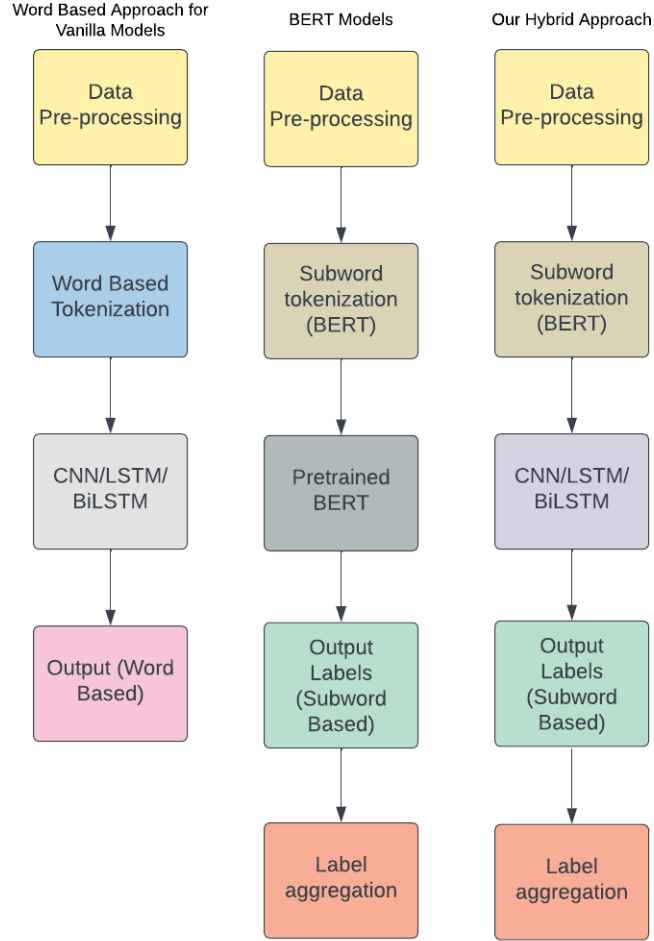 Word Based Approach for
Vanilla Models
Data
Pre-processing
Word Based
Tokenization
CNN/LSTM/
BiLSTM
Output (Word
Based)
BERT Models
Data
Pre-processing
Subword
tokenization
(BERT)
Pretrained
BERT
Output
Labels
(Subword
Based)
Label
aggregation
Our Hybrid Approach
Data
Pre-processing
Subword
tokenization
(BERT)
CNN/LSTM/
BiLSTM
Output
Labels
(Subword
Based)
Label
aggregation